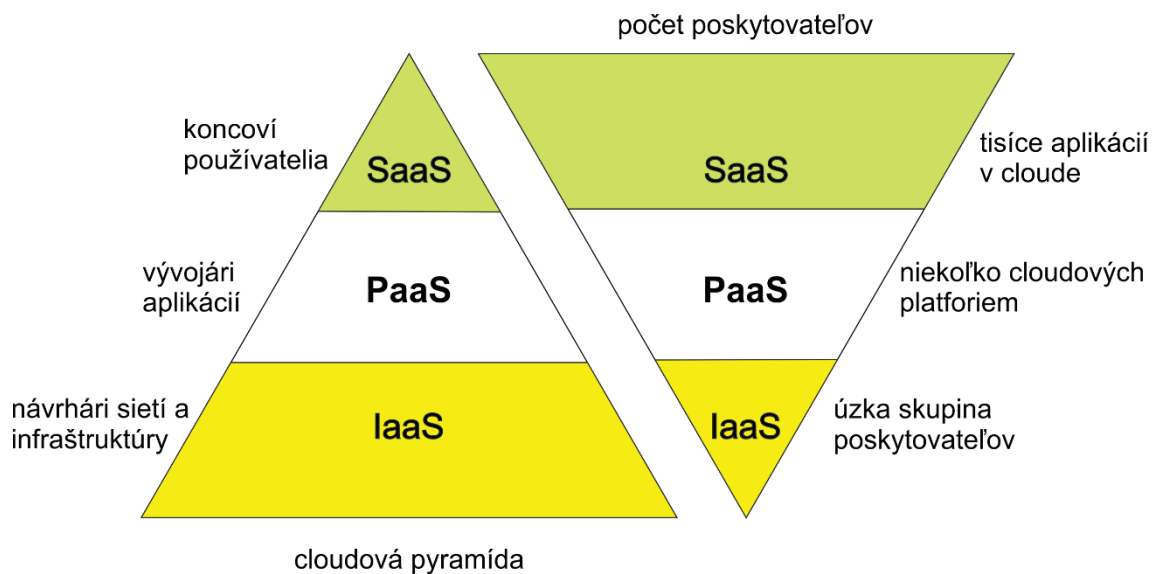 počet poskytovateľov
koncoví
používatelia
SaaS
SaaS
tisíce aplikácií
v cloude
vývojári
aplikácií
PaaS
PaaS
niekoľko cloudových
platforiem
návrhári sietí a
infraštruktúry
IaaS
IaaS
úzka skupina
poskytovateľov
cloudová pyramída